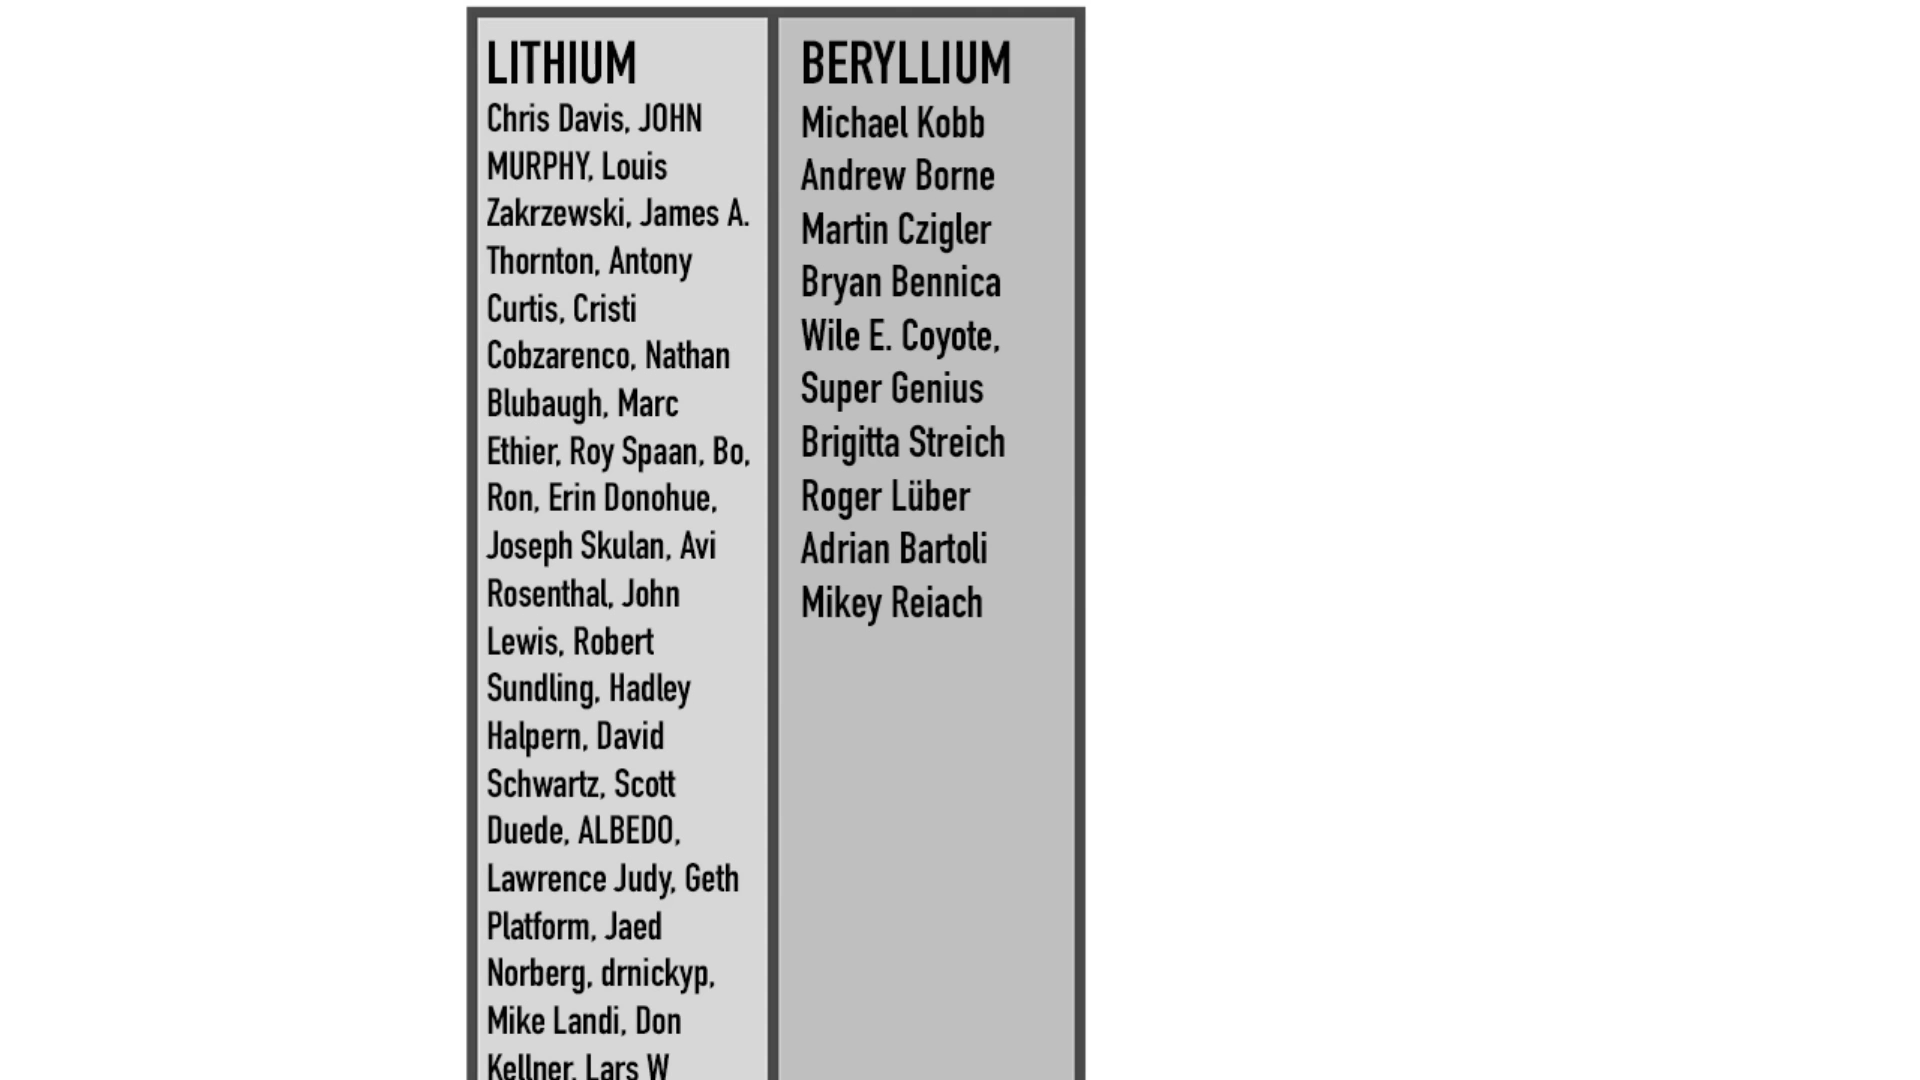 LITHIUM
Chris Davis, JOHN
MURPHY, Louis
Zakrzewski, James A.
Thornton, Antony
Curtis, Cristi
Cobzarenco, Nathan
Blubaugh, Marc
Ethier, Roy Spaan, Bo,
Ron, Erin Donohue,
Joseph Skulan, Avi
Rosenthal, John
Lewis, Robert
Sundling, Hadley
Halpern, David
Schwartz, Scott
Duede, ALBEDO,
Lawrence Judy, Geth
Platform, Jaed
Norberg, drnickyp,
Mike Landi, Don
Kellner, Lars W
BERYLLIUM
Michael Kobb
Andrew Borne
Martin Czigler
Bryan Bennica
Wile E. Coyote,
Super Genius
Brigitta Streich
Roger Lüber
Adrian Bartoli
Mikey Reiach